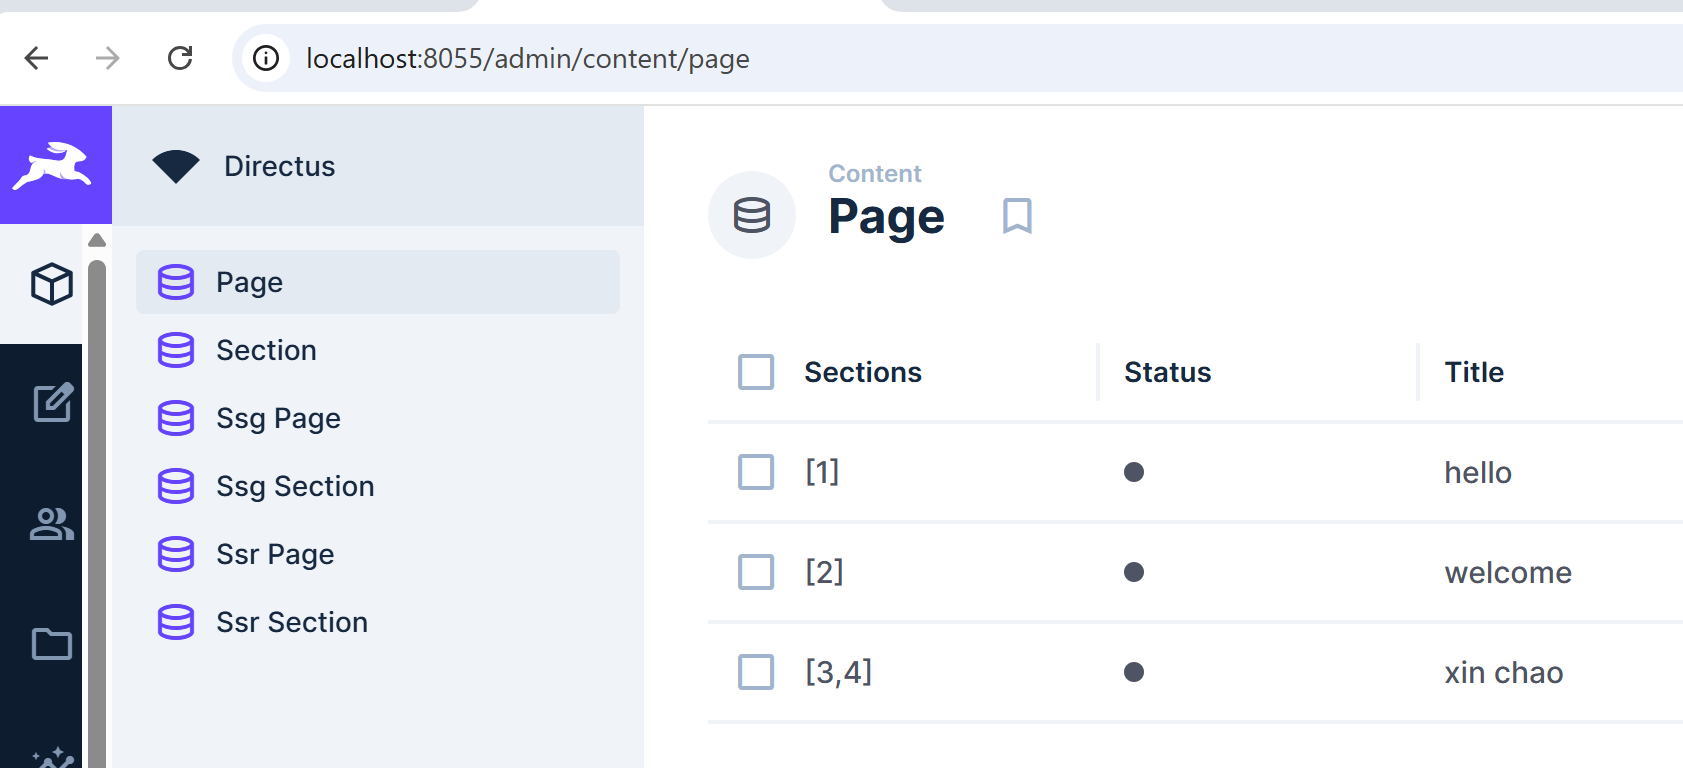 localhost:8055/admin/content/page
Directus
Page
Section
Ssg Page
Ssg Section
Ssr Page
Ssr Section
Content
Page
Sections Status Title
[1] hello
[2] welcome
[3,4] xin chao